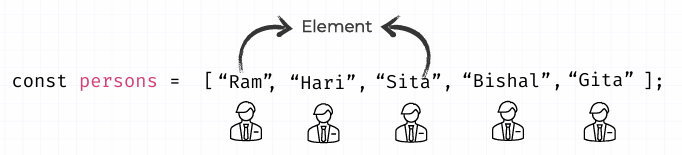 Element
const persons = [ “Ram”, “Hari”, “Sita”, “Bishal”, “Gita” ];